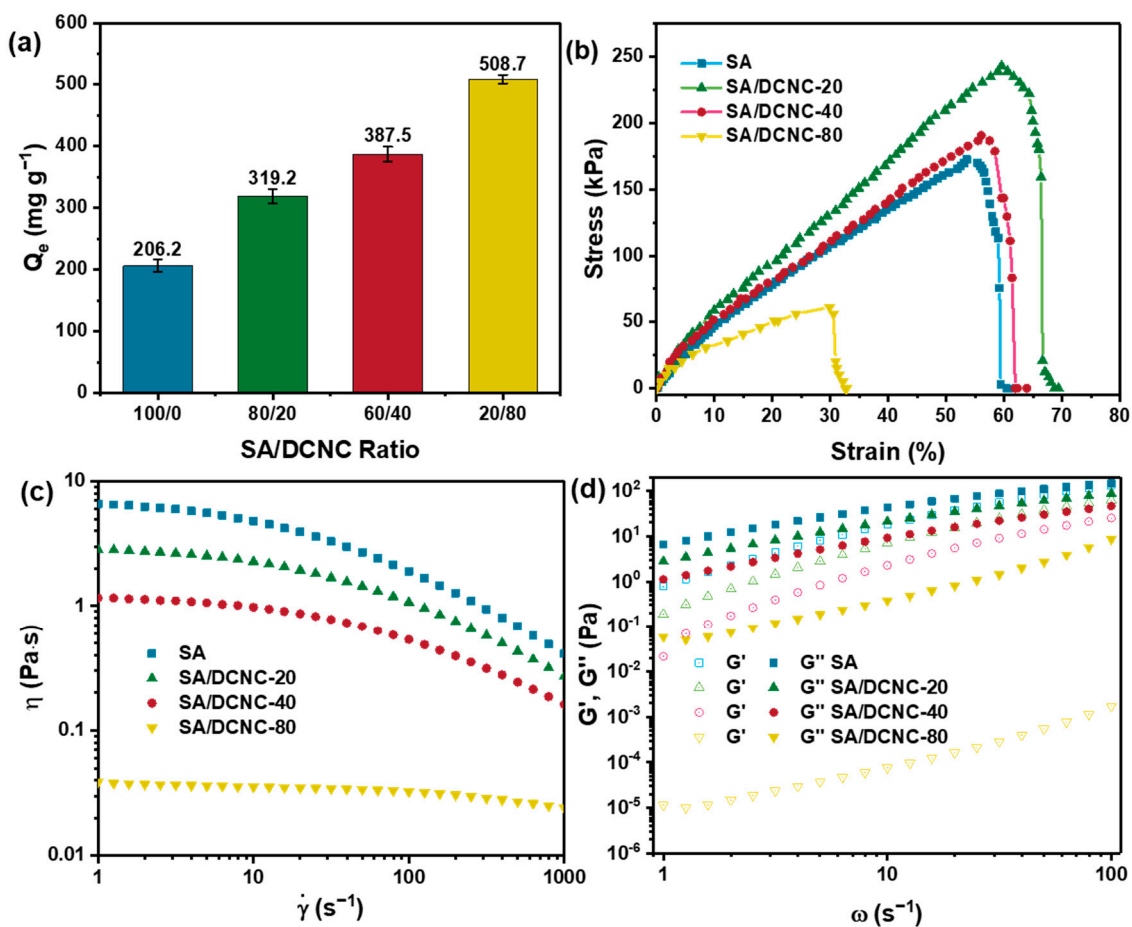 (a)
600
500
400
300
200
100
0
Qe (mg g⁻¹)
206.2
319.2
387.5
508.7
100/0
80/20
60/40
20/80
SA/DCNC Ratio
(b)
250
200
150
100
50
0
Stress (kPa)
SA
SA/DCNC-20
SA/DCNC-40
SA/DCNC-80
0
10
20
30
40
50
60
70
80
Strain (%)
(c)
10
1
0.1
0.01
η (Pa·s)
SA
SA/DCNC-20
SA/DCNC-40
SA/DCNC-80
1
10
100
1000
γ̇ (s⁻¹)
(d)
10²
10¹
10⁰
10⁻¹
10⁻²
10⁻³
10⁻⁴
10⁻⁵
10⁻⁶
G', G'' (Pa)
G' G'' SA
G' G'' SA/DCNC-20
G' G'' SA/DCNC-40
G' G'' SA/DCNC-80
1
10
100
ω (s⁻¹)